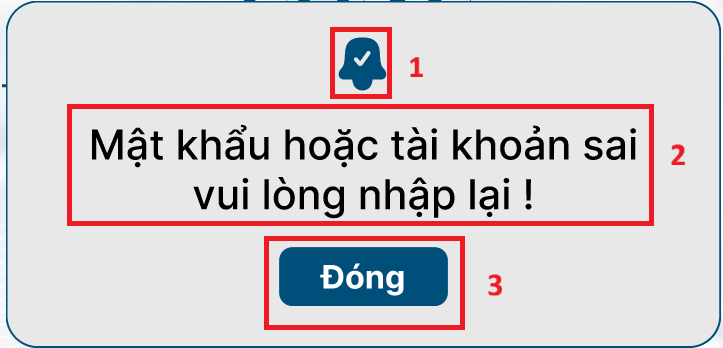 1
Mật khẩu hoặc tài khoản sai
vui lòng nhập lại !
2
Đóng
3